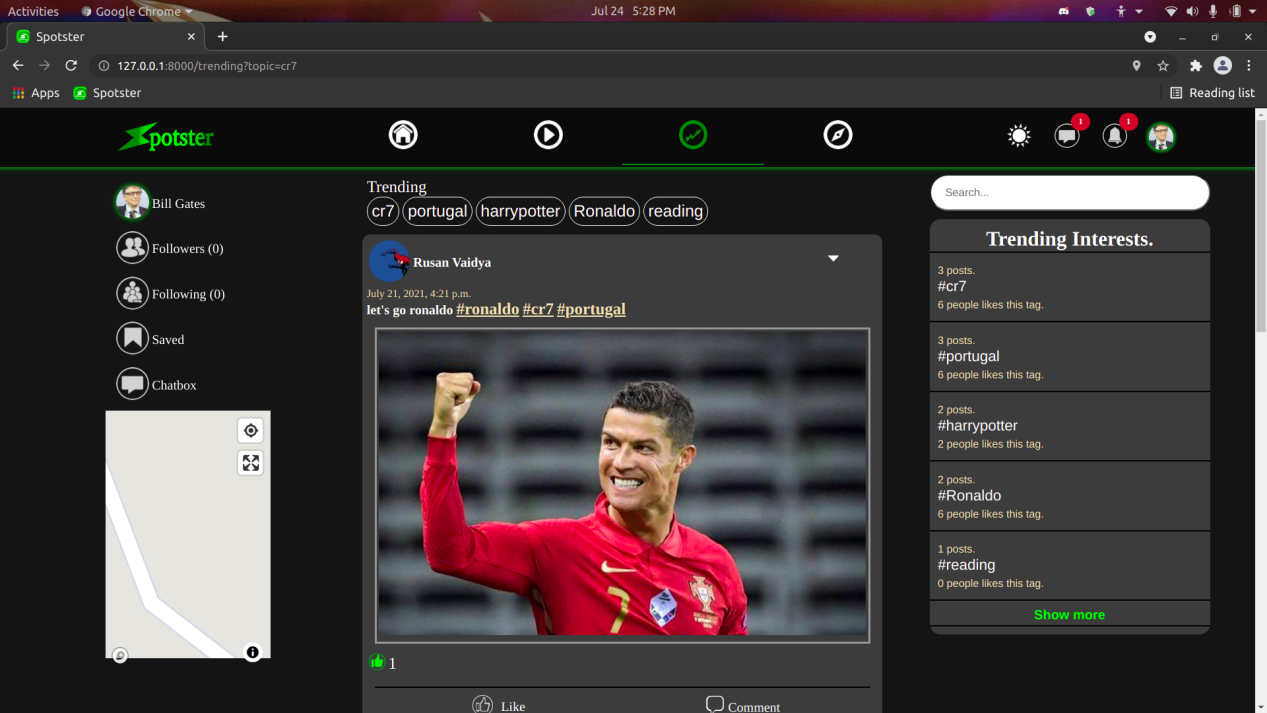 Activities Google Chrome Jul 24 5:28 PM
Spotster
127.0.0.1:8000/trending?topic=cr7
Apps Spotster Reading list
Spotster
1 1
Bill Gates
Followers (0)
Following (0)
Saved
Chatbox
Trending
cr7 portugal harrypotter Ronaldo reading
Rusan Vaidya
July 21, 2021, 4:21 p.m.
let's go ronaldo #ronaldo #cr7 #portugal
7
1
Like Comment
Search...
Trending Interests.
3 posts.
#cr7
6 people likes this tag.
3 posts.
#portugal
6 people likes this tag.
2 posts.
#harrypotter
2 people likes this tag.
2 posts.
#Ronaldo
6 people likes this tag.
1 posts.
#reading
0 people likes this tag.
Show more